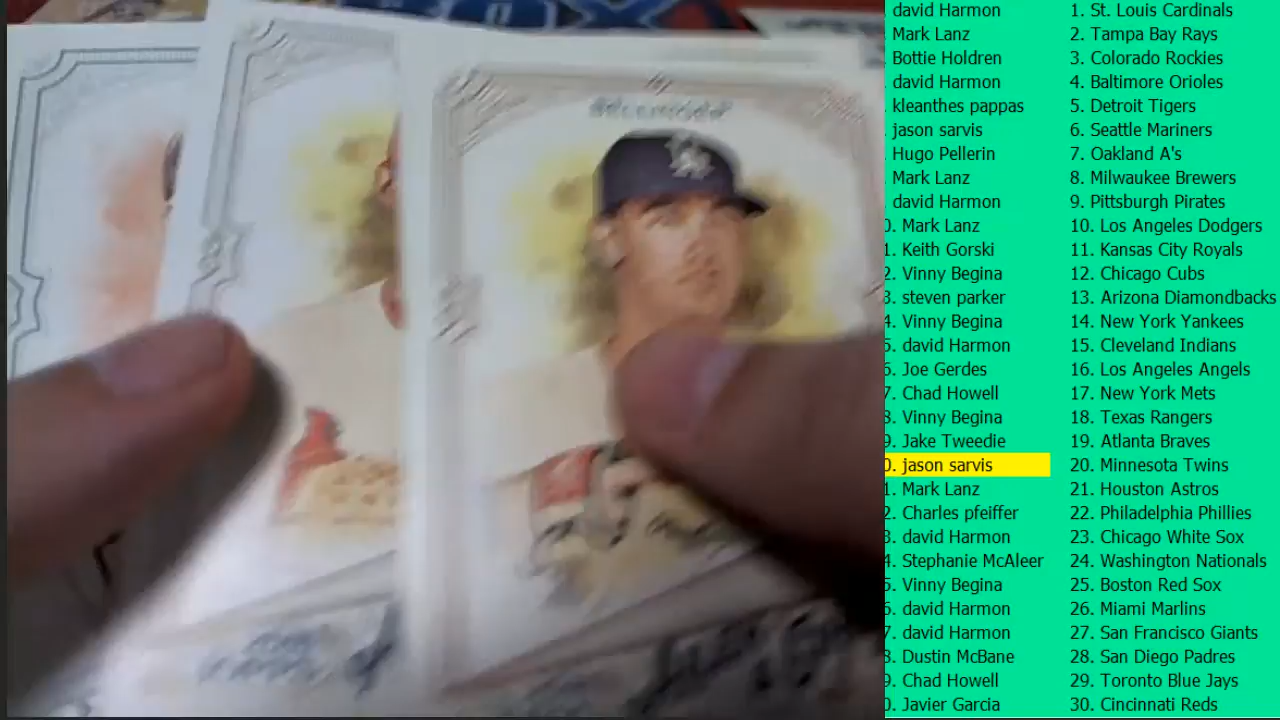 BOX
david Harmon 1. St. Louis Cardinals
. Mark Lanz 2. Tampa Bay Rays
. Bottie Holdren 3. Colorado Rockies
. david Harmon 4. Baltimore Orioles
. kleanthes pappas 5. Detroit Tigers
. jason sarvis 6. Seattle Mariners
. Hugo Pellerin 7. Oakland A's
. Mark Lanz 8. Milwaukee Brewers
. david Harmon 9. Pittsburgh Pirates
0. Mark Lanz 10. Los Angeles Dodgers
1. Keith Gorski 11. Kansas City Royals
2. Vinny Begina 12. Chicago Cubs
3. steven parker 13. Arizona Diamondbacks
4. Vinny Begina 14. New York Yankees
5. david Harmon 15. Cleveland Indians
6. Joe Gerdes 16. Los Angeles Angels
7. Chad Howell 17. New York Mets
8. Vinny Begina 18. Texas Rangers
9. Jake Tweedie 19. Atlanta Braves
0. jason sarvis 20. Minnesota Twins
1. Mark Lanz 21. Houston Astros
2. Charles pfeiffer 22. Philadelphia Phillies
3. david Harmon 23. Chicago White Sox
4. Stephanie McAleer 24. Washington Nationals
5. Vinny Begina 25. Boston Red Sox
6. david Harmon 26. Miami Marlins
7. david Harmon 27. San Francisco Giants
8. Dustin McBane 28. San Diego Padres
9. Chad Howell 29. Toronto Blue Jays
0. Javier Garcia 30. Cincinnati Reds